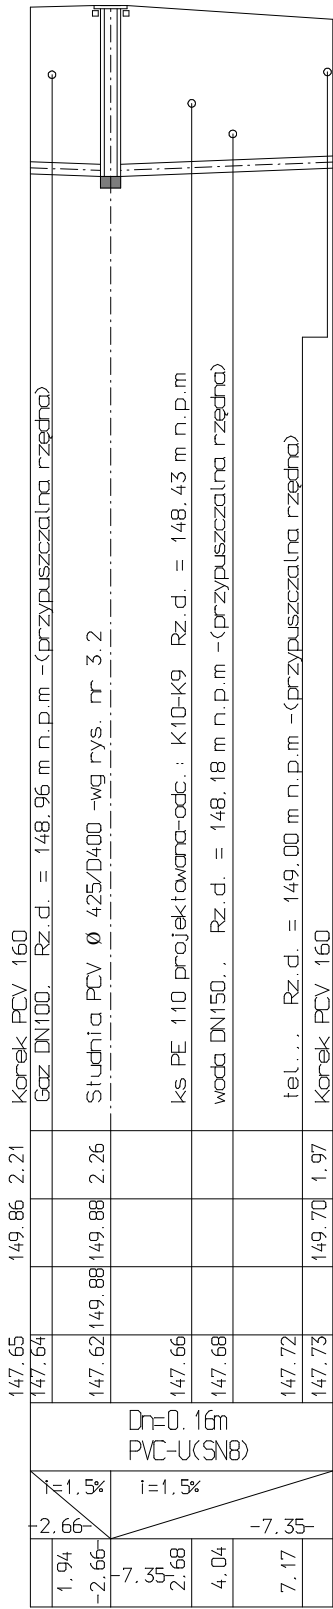 Korek PCV 160
Gaz DN100, Rz.d. = 148.96 m n.p.m -(przypuszczalna rzędna)
Studnia PCV Ø 425/D400 -wg rys. nr 3.2
ks PE 110 projektowana-odc.: K10-K9 Rz.d. = 148.43 m n.p.m
woda DN150,, Rz.d. = 148.18 m n.p.m -(przypuszczalna rzędna)
tel.,,, Rz.d. = 149.00 m n.p.m -(przypuszczalna rzędna)
Korek PCV 160
2.21
2.26
1.97
149.86
149.88
149.70
149.88
147.65
147.64
147.62
147.66
147.68
147.72
147.73
Dn=0.16m
PVC-U(SN8)
i=1.5%
i=1.5%
-2.66-
-7.35-
1.94
-2.66-
-7.35-
2.68
4.04
7.17